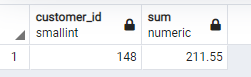 customer_id sum
smallint numeric
1 148 211.55